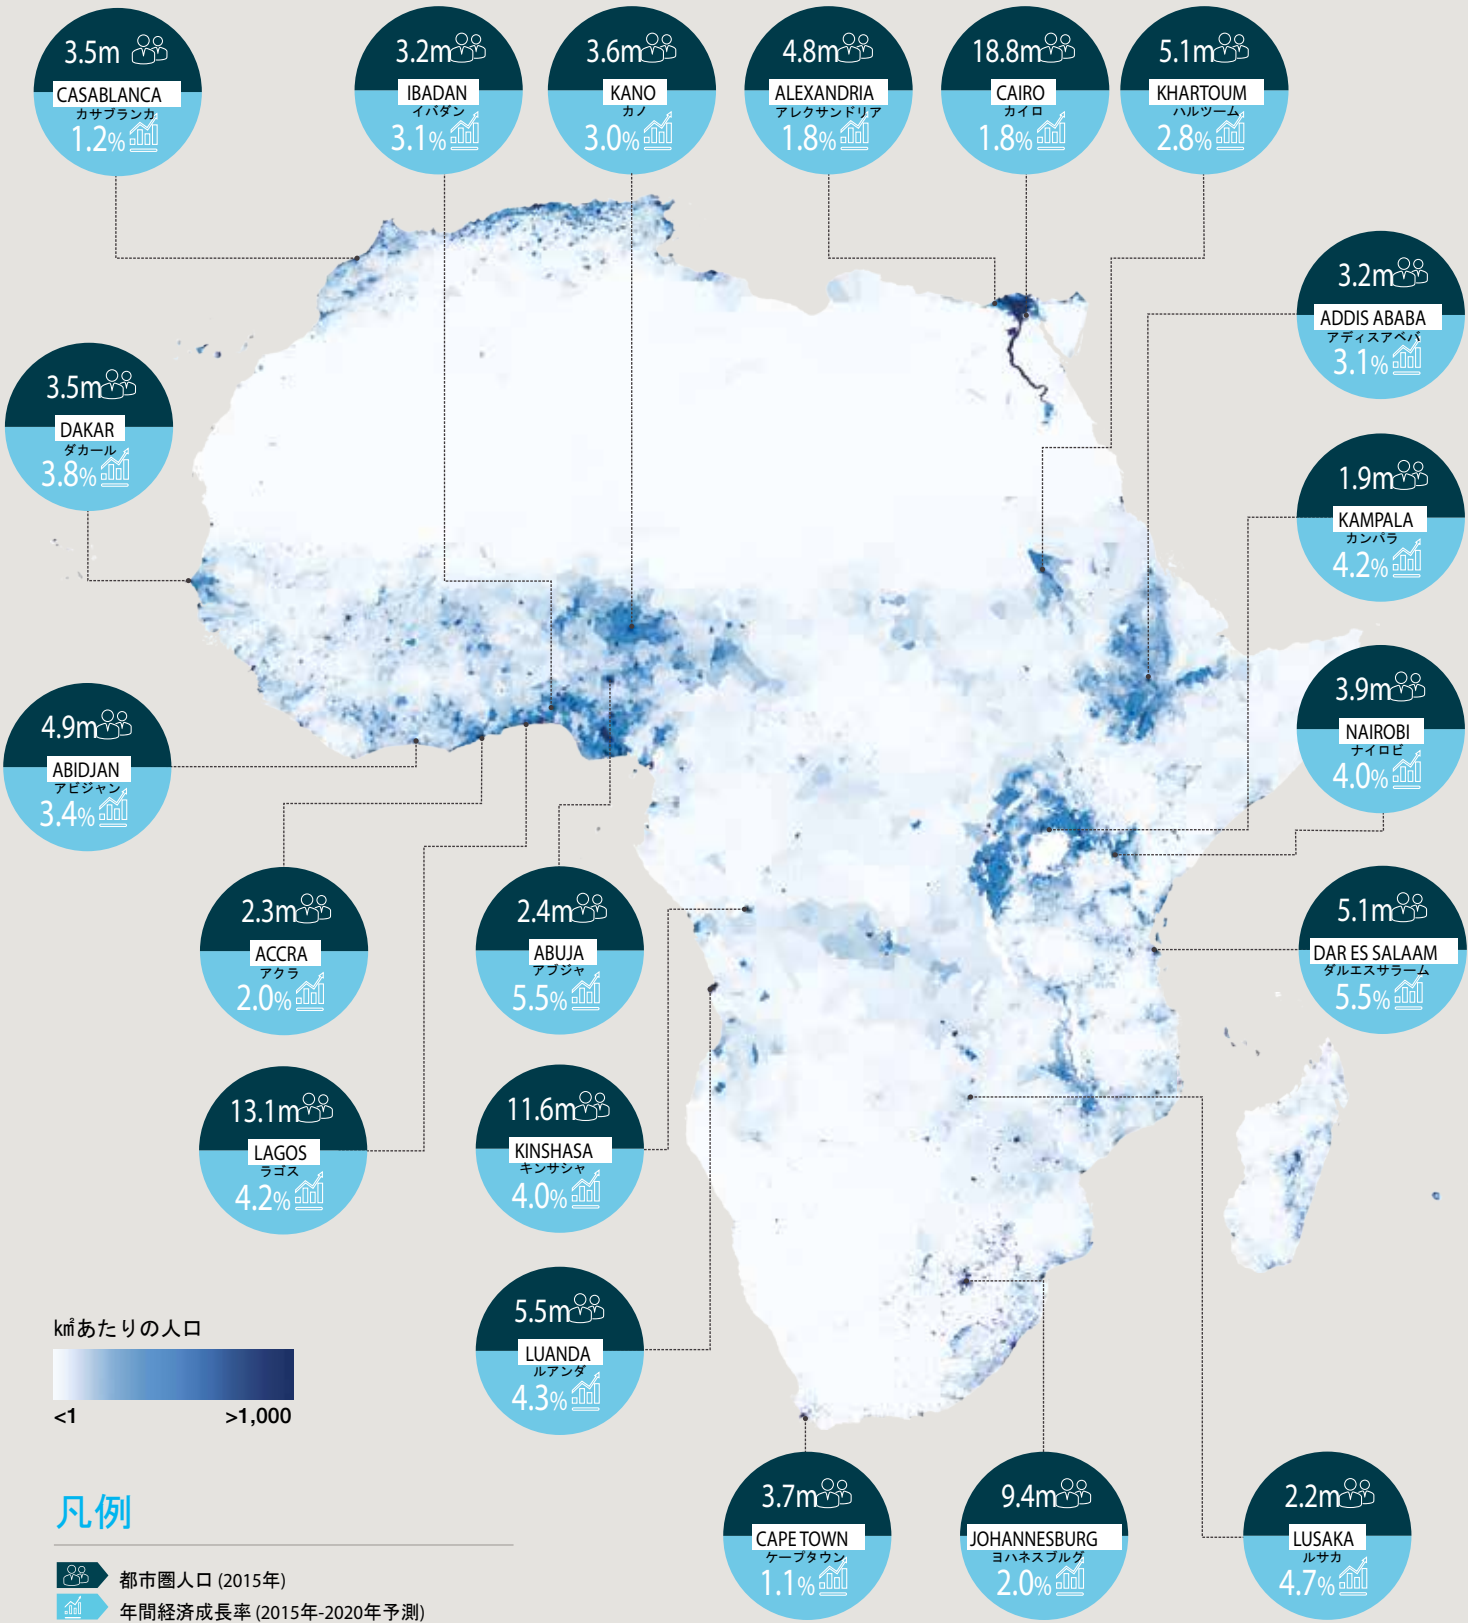 3.5m
CASABLANCA
カサブランカ
1.2%
3.2m
IBADAN
イバダン
3.1%
3.6m
KANO
カノ
3.0%
4.8m
ALEXANDRIA
アレクサンドリア
1.8%
18.8m
CAIRO
カイロ
1.8%
5.1m
KHARTOUM
ハルツーム
2.8%
3.2m
ADDIS ABABA
アディスアベバ
3.1%
3.5m
DAKAR
ダカール
3.8%
1.9m
KAMPALA
カンパラ
4.2%
3.9m
NAIROBI
ナイロビ
4.0%
4.9m
ABIDJAN
アビジャン
3.4%
2.3m
ACCRA
アクラ
2.0%
2.4m
ABUJA
アブジャ
5.5%
5.1m
DAR ES SALAAM
ダルエスサラーム
5.5%
13.1m
LAGOS
ラゴス
4.2%
11.6m
KINSHASA
キンサシャ
4.0%
5.5m
LUANDA
ルアンダ
4.3%
3.7m
CAPE TOWN
ケープタウン
1.1%
9.4m
JOHANNESBURG
ヨハネスブルグ
2.0%
2.2m
LUSAKA
ルサカ
4.7%
k㎡あたりの人口
<1 >1,000
凡例
都市圏人口 (2015年)
年間経済成長率 (2015年-2020年予測)